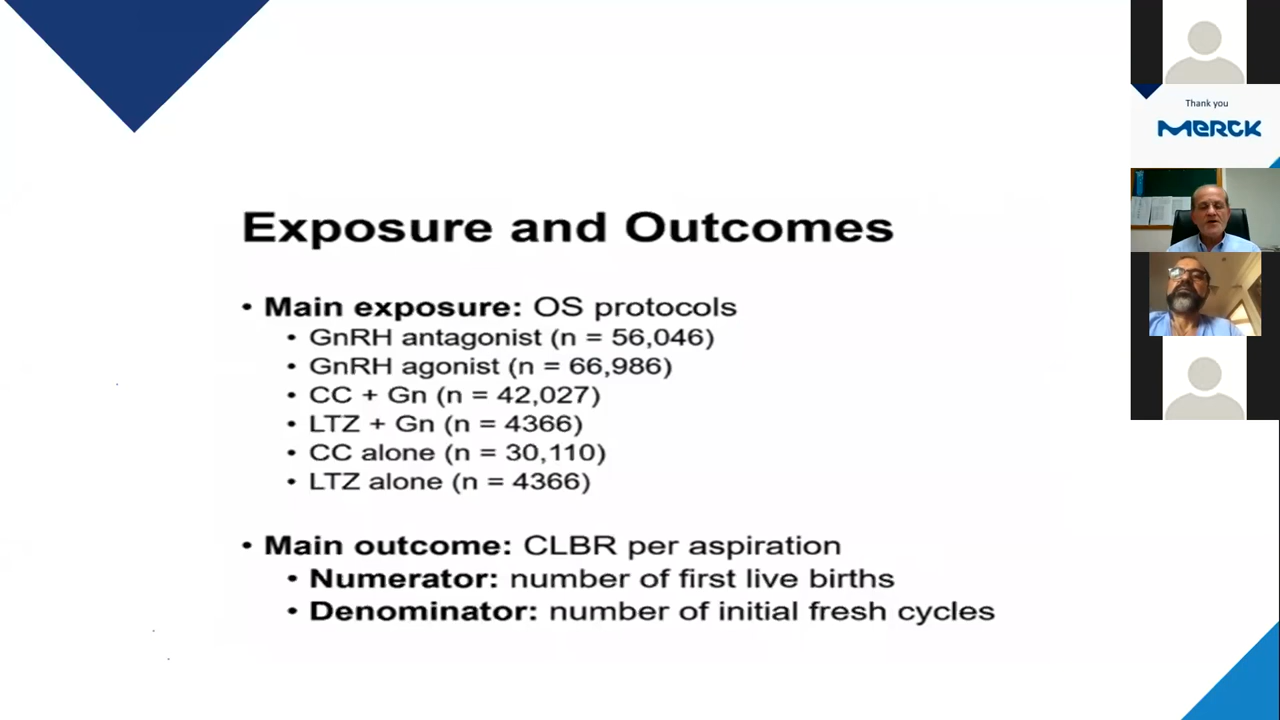 Exposure and Outcomes
• Main exposure: OS protocols
• GnRH antagonist (n = 56,046)
• GnRH agonist (n = 66,986)
• CC + Gn (n = 42,027)
• LTZ + Gn (n = 4366)
• CC alone (n = 30,110)
• LTZ alone (n = 4366)
• Main outcome: CLBR per aspiration
• Numerator: number of first live births
• Denominator: number of initial fresh cycles
Thank you
MERCK